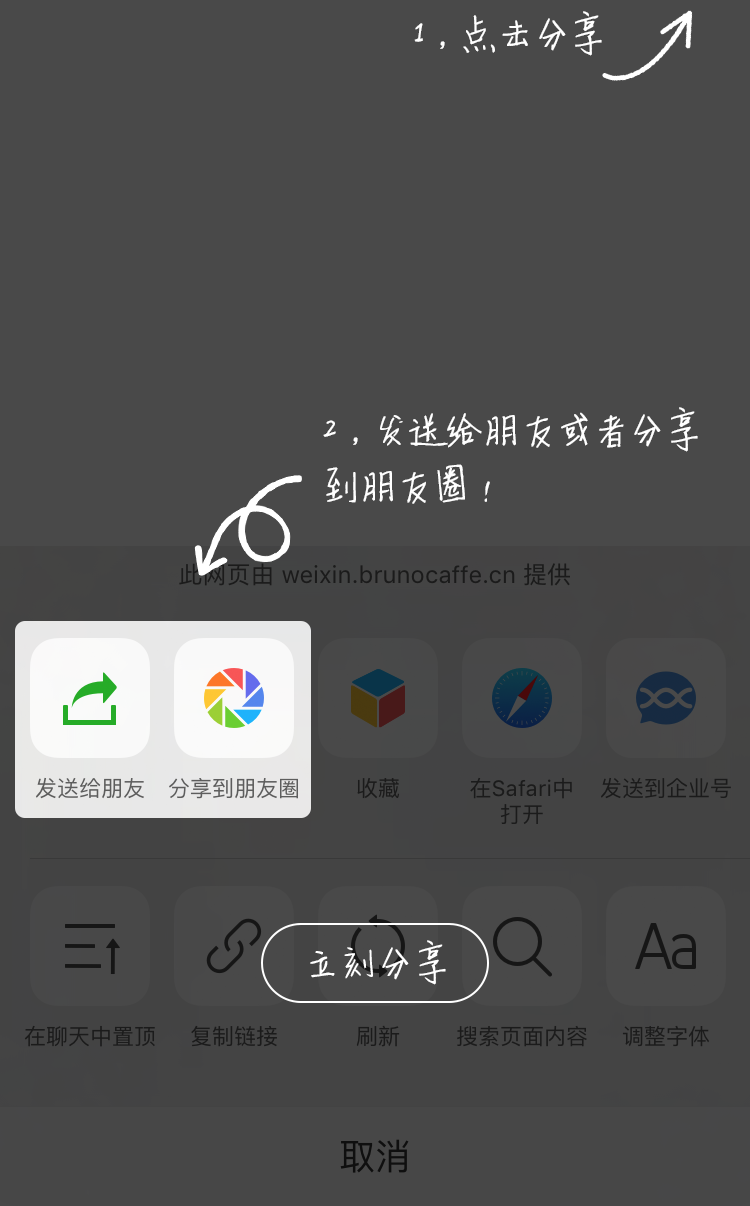 1，点击分享
2，发送给朋友或者分享
到朋友圈！
此网页由 weixin.brunocaffe.cn 提供
发送给朋友
分享到朋友圈
收藏
在Safari中
打开
发送到企业号
Aa
立刻分享
在聊天中置顶
复制链接
刷新
搜索页面内容
调整字体
取消